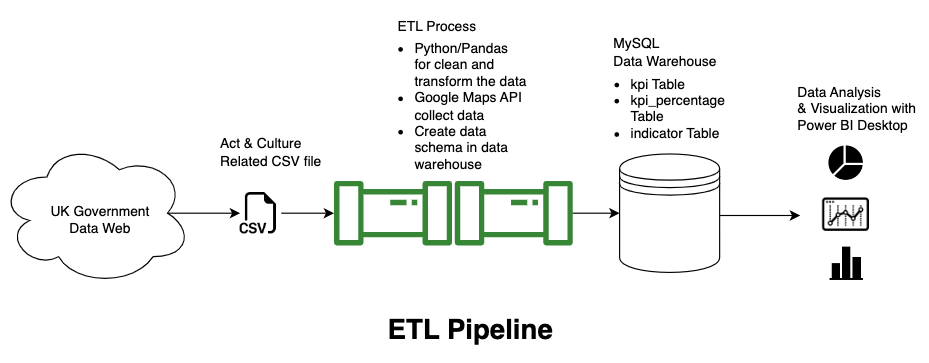 ETL Process
• Python/Pandas
for clean and
transform the data
• Google Maps API
collect data
• Create data
schema in data
warehouse
MySQL
Data Warehouse
• kpi Table
• kpi_percentage
Table
• indicator Table
Data Analysis
& Visualization with
Power BI Desktop
Act & Culture
Related CSV file
UK Government
Data Web
CSV
ETL Pipeline